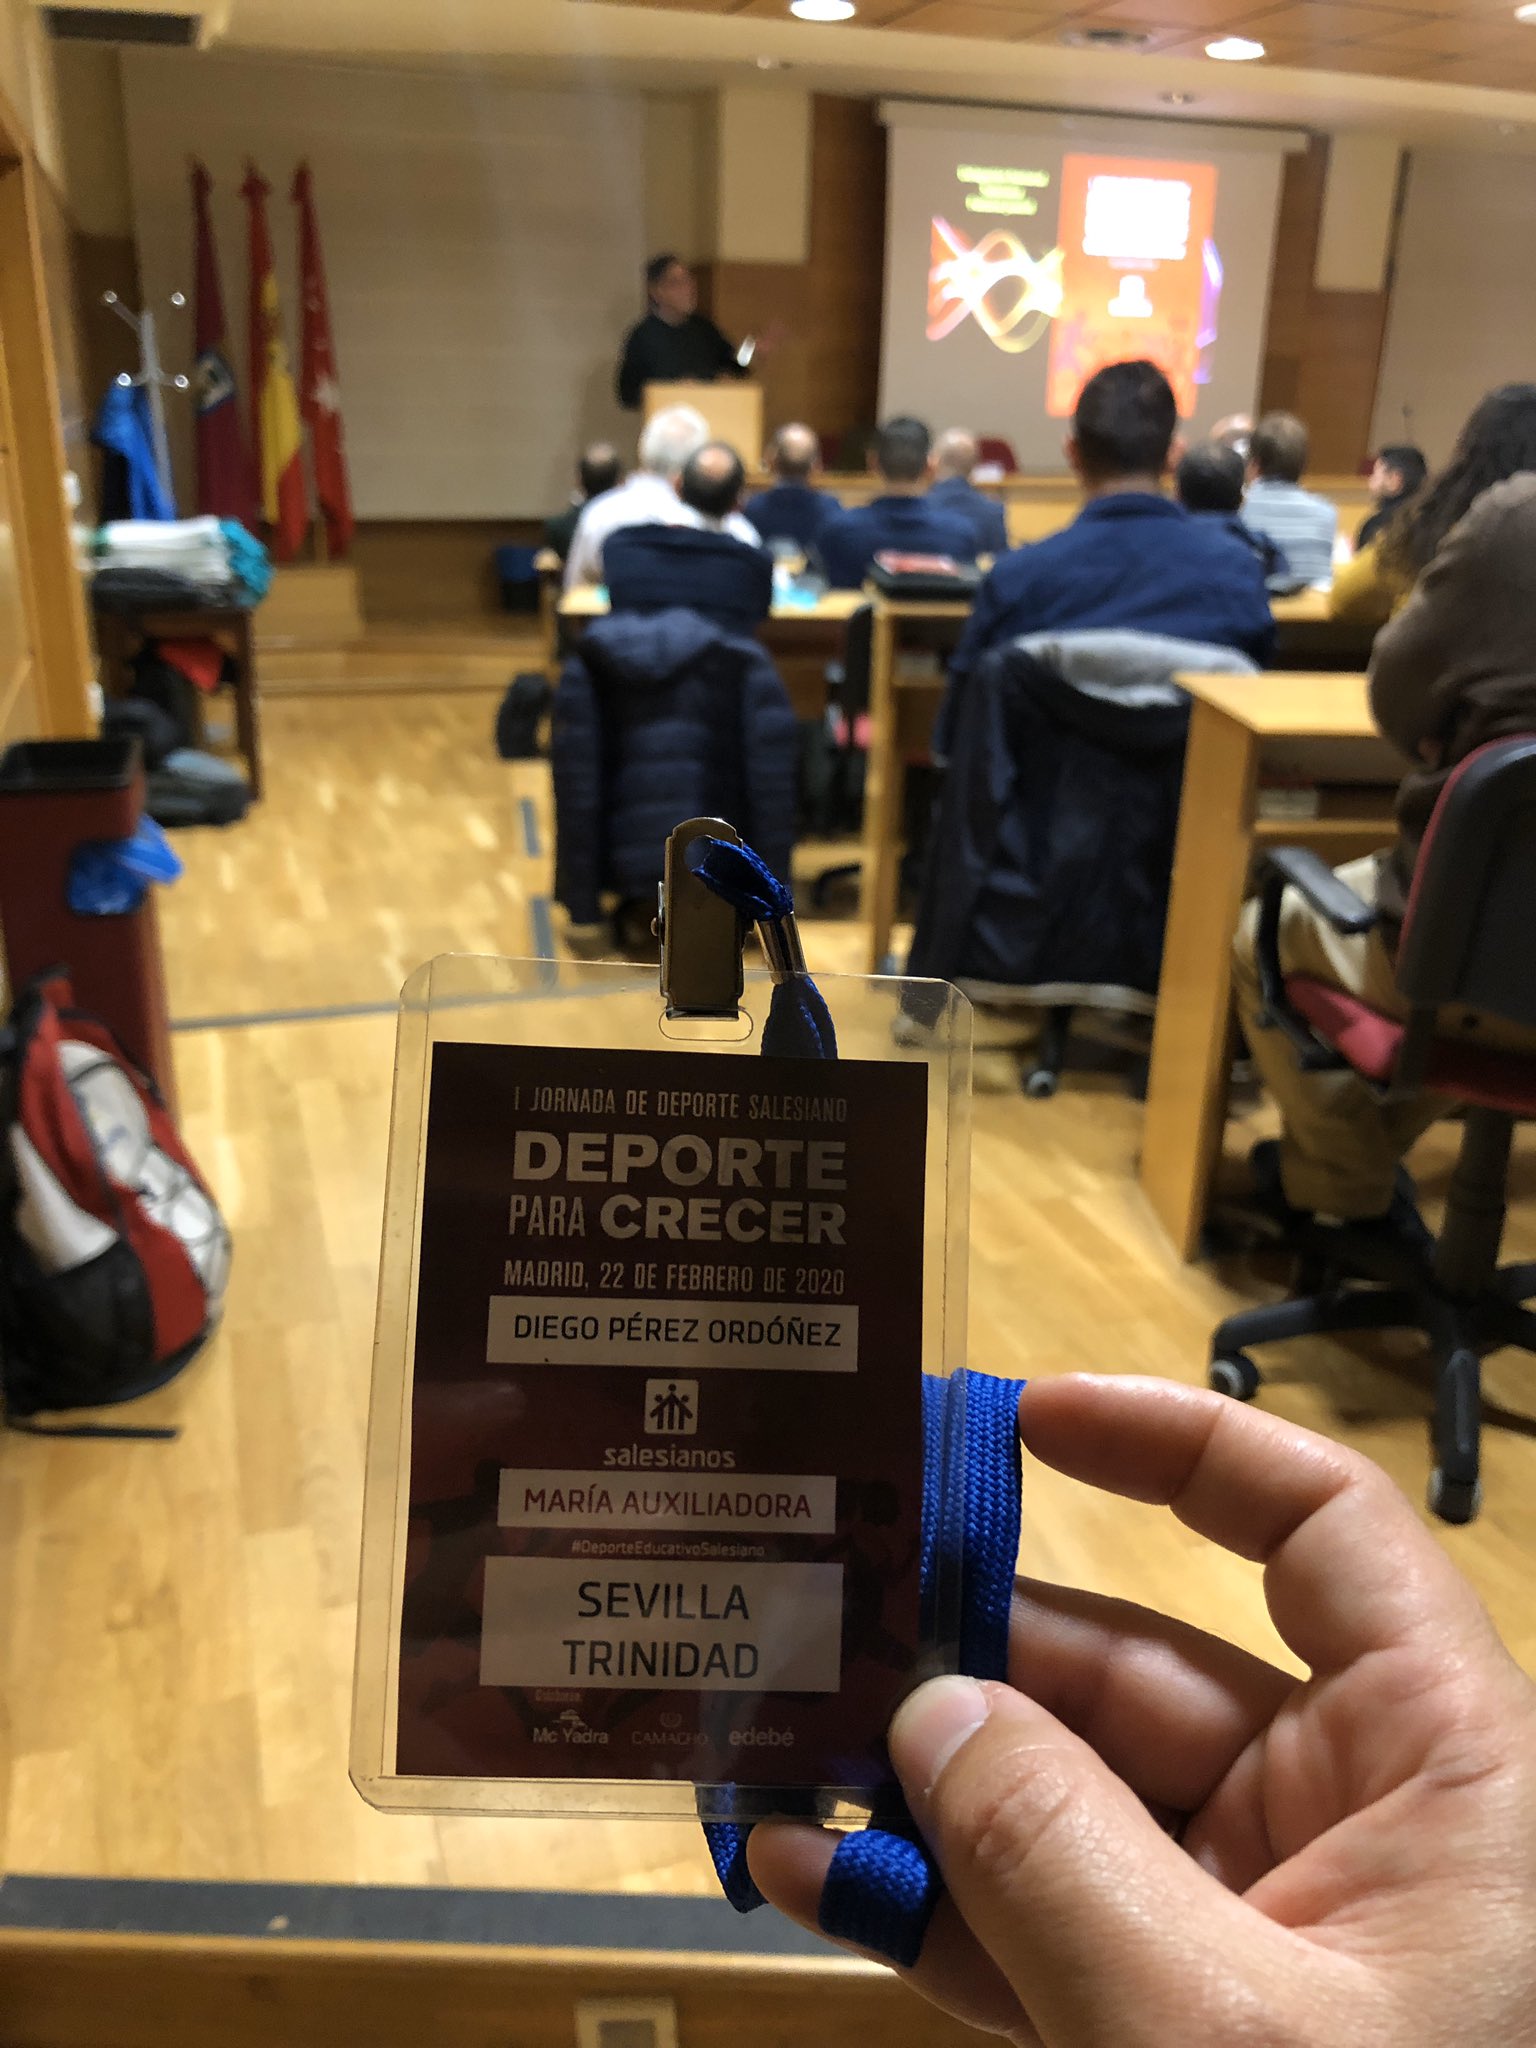 I JORNADA DE DEPORTE SALESIANO
DEPORTE
PARA CRECER
MADRID, 22 DE FEBRERO DE 2020
DIEGO PÉREZ ORDÓÑEZ
salesianos
MARÍA AUXILIADORA
#DeporteEducativoSalesiano
SEVILLA
TRINIDAD
Mc Yadra CAMACHO edebé